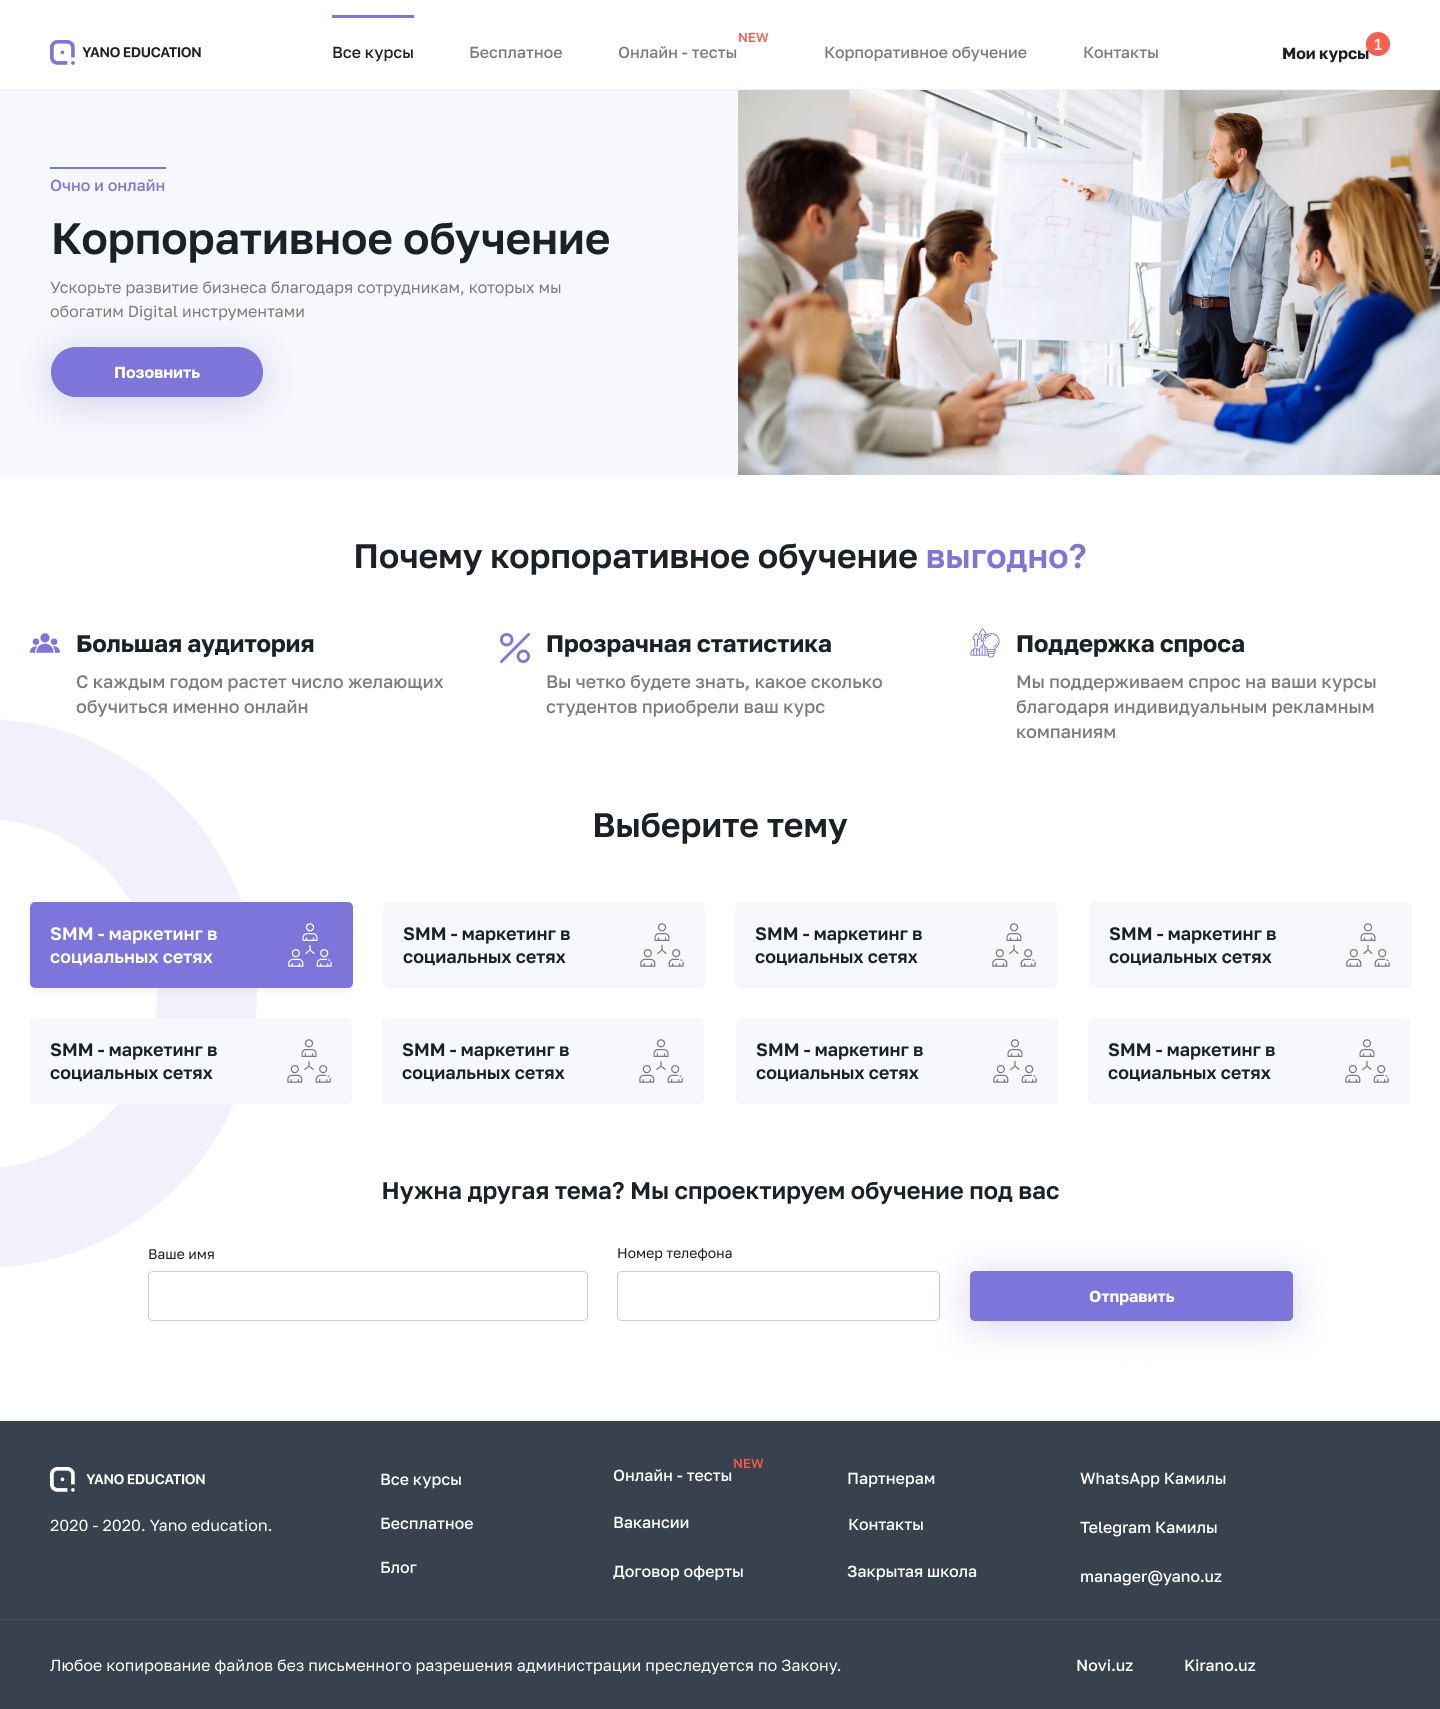 YANO EDUCATION
Все курсы
Бесплатное
Онлайн - тесты
NEW
Корпоративное обучение
Контакты
Мои курсы
1
Очно и онлайн
Корпоративное обучение
Ускорьте развитие бизнеса благодаря сотрудникам, которых мы
обогатим Digital инструментами
Позовнить
Почему корпоративное обучение выгодно?
Большая аудитория
С каждым годом растет число желающих
обучиться именно онлайн
Прозрачная статистика
Вы четко будете знать, какое сколько
студентов приобрели ваш курс
Поддержка спроса
Мы поддерживаем спрос на ваши курсы
благодаря индивидуальным рекламным
компаниям
Выберите тему
SMM - маркетинг в
социальных сетях
SMM - маркетинг в
социальных сетях
SMM - маркетинг в
социальных сетях
SMM - маркетинг в
социальных сетях
SMM - маркетинг в
социальных сетях
SMM - маркетинг в
социальных сетях
SMM - маркетинг в
социальных сетях
SMM - маркетинг в
социальных сетях
Нужна другая тема? Мы спроектируем обучение под вас
Ваше имя
Номер телефона
Отправить
YANO EDUCATION
2020 - 2020. Yano education.
Все курсы
Бесплатное
Блог
Онлайн - тесты
NEW
Вакансии
Договор оферты
Партнерам
Контакты
Закрытая школа
WhatsApp Камилы
Telegram Камилы
manager@yano.uz
Любое копирование файлов без письменного разрешения администрации преследуется по Закону.
Novi.uz
Kirano.uz